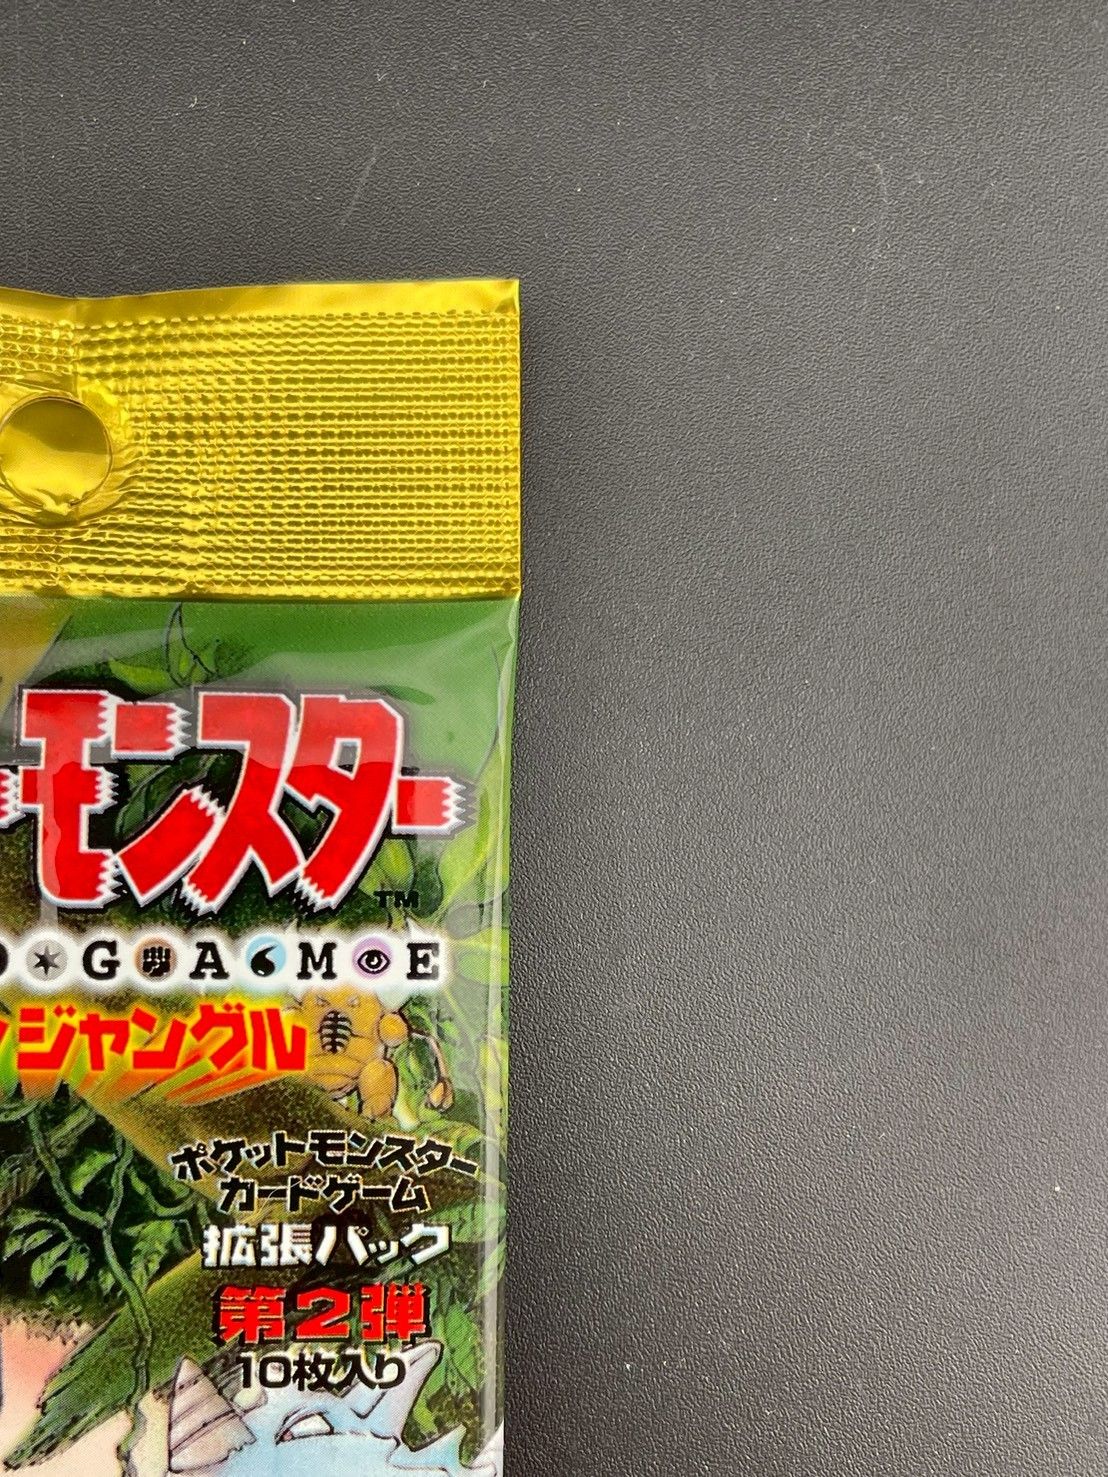 モンスター
TM
GAME
ジャングル
ポケットモンスター
カードゲーム
拡張パック
第2弾
10枚入り